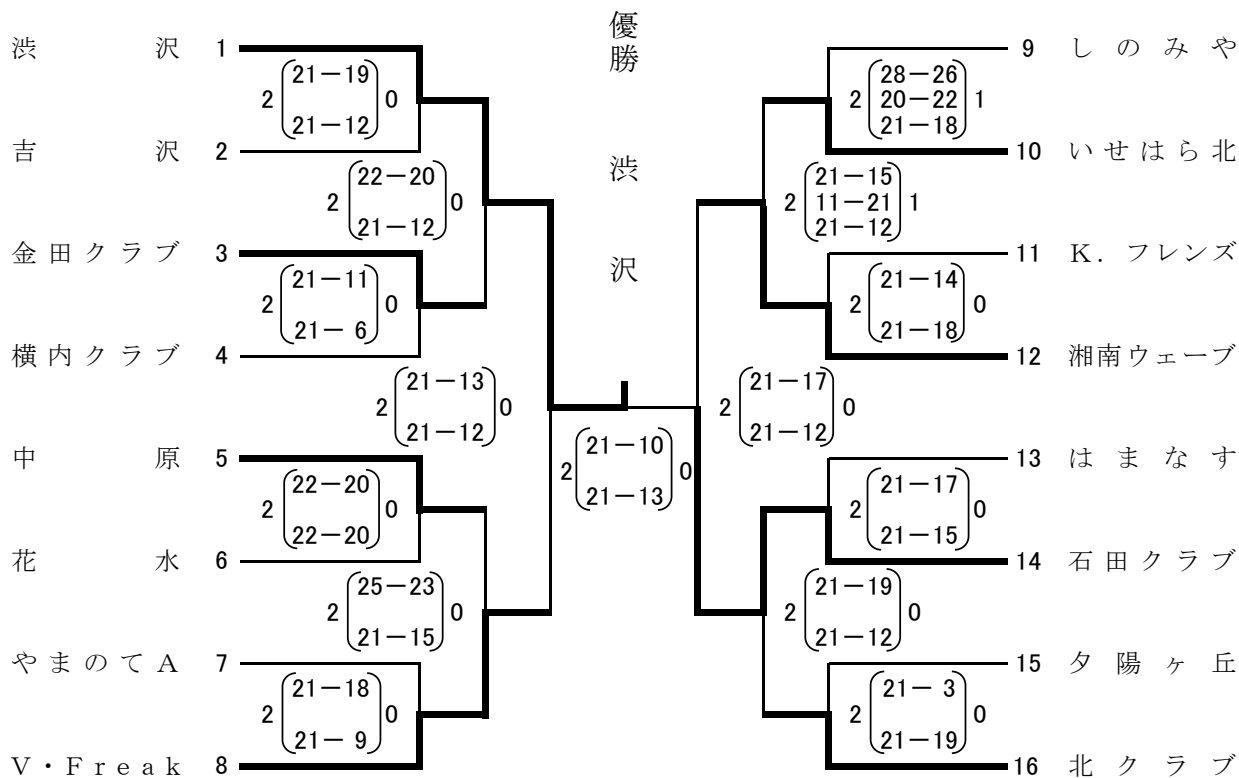 優勝 渋沢
渋沢 1
2 21-19 0
21-12
吉沢 2
2 22-20 0
21-12
金田クラブ 3
2 21-11 0
21- 6
横内クラブ 4
2 21-13 0
21-12
中原 5
2 22-20 0
22-20
花水 6
2 25-23 0
21-15
やまのてA 7
2 21-18 0
21- 9
V・Freak 8
2 21-10 0
21-13
9 しのみや
28-26
2 20-22 1
21-18
10 いせはら北
21-15
2 11-21 1
21-12
11 K.フレンズ
2 21-14 0
21-18
12 湘南ウェーブ
2 21-17 0
21-12
13 はまなす
2 21-17 0
21-15
14 石田クラブ
2 21-19 0
21-12
15 夕陽ヶ丘
2 21- 3 0
21-19
16 北クラブ